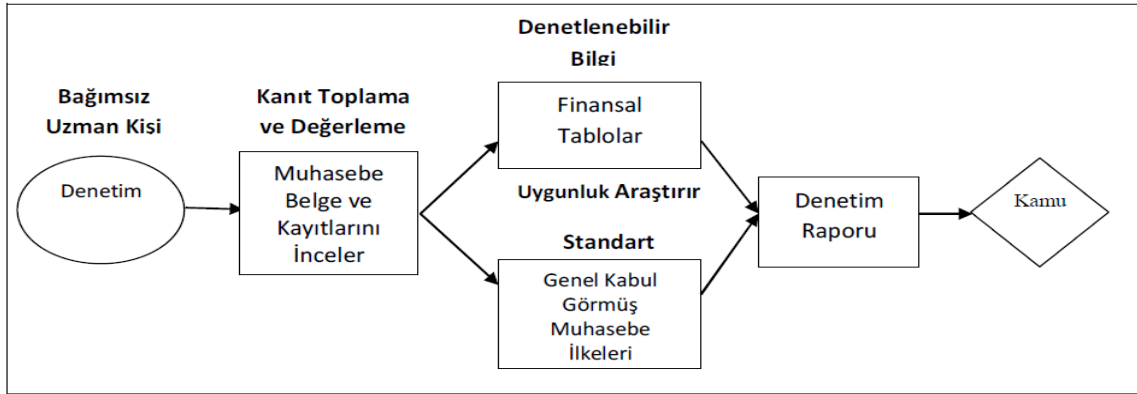 Bağımsız
Uzman Kişi
Denetim
Kanıt Toplama
ve Değerleme
Muhasebe
Belge ve
Kayıtlarını
İnceler
Denetlenebilir
Bilgi
Finansal
Tablolar
Uygunluk Araştırır
Standart
Genel Kabul
Görmüş
Muhasebe
İlkeleri
Denetim
Raporu
Kamu